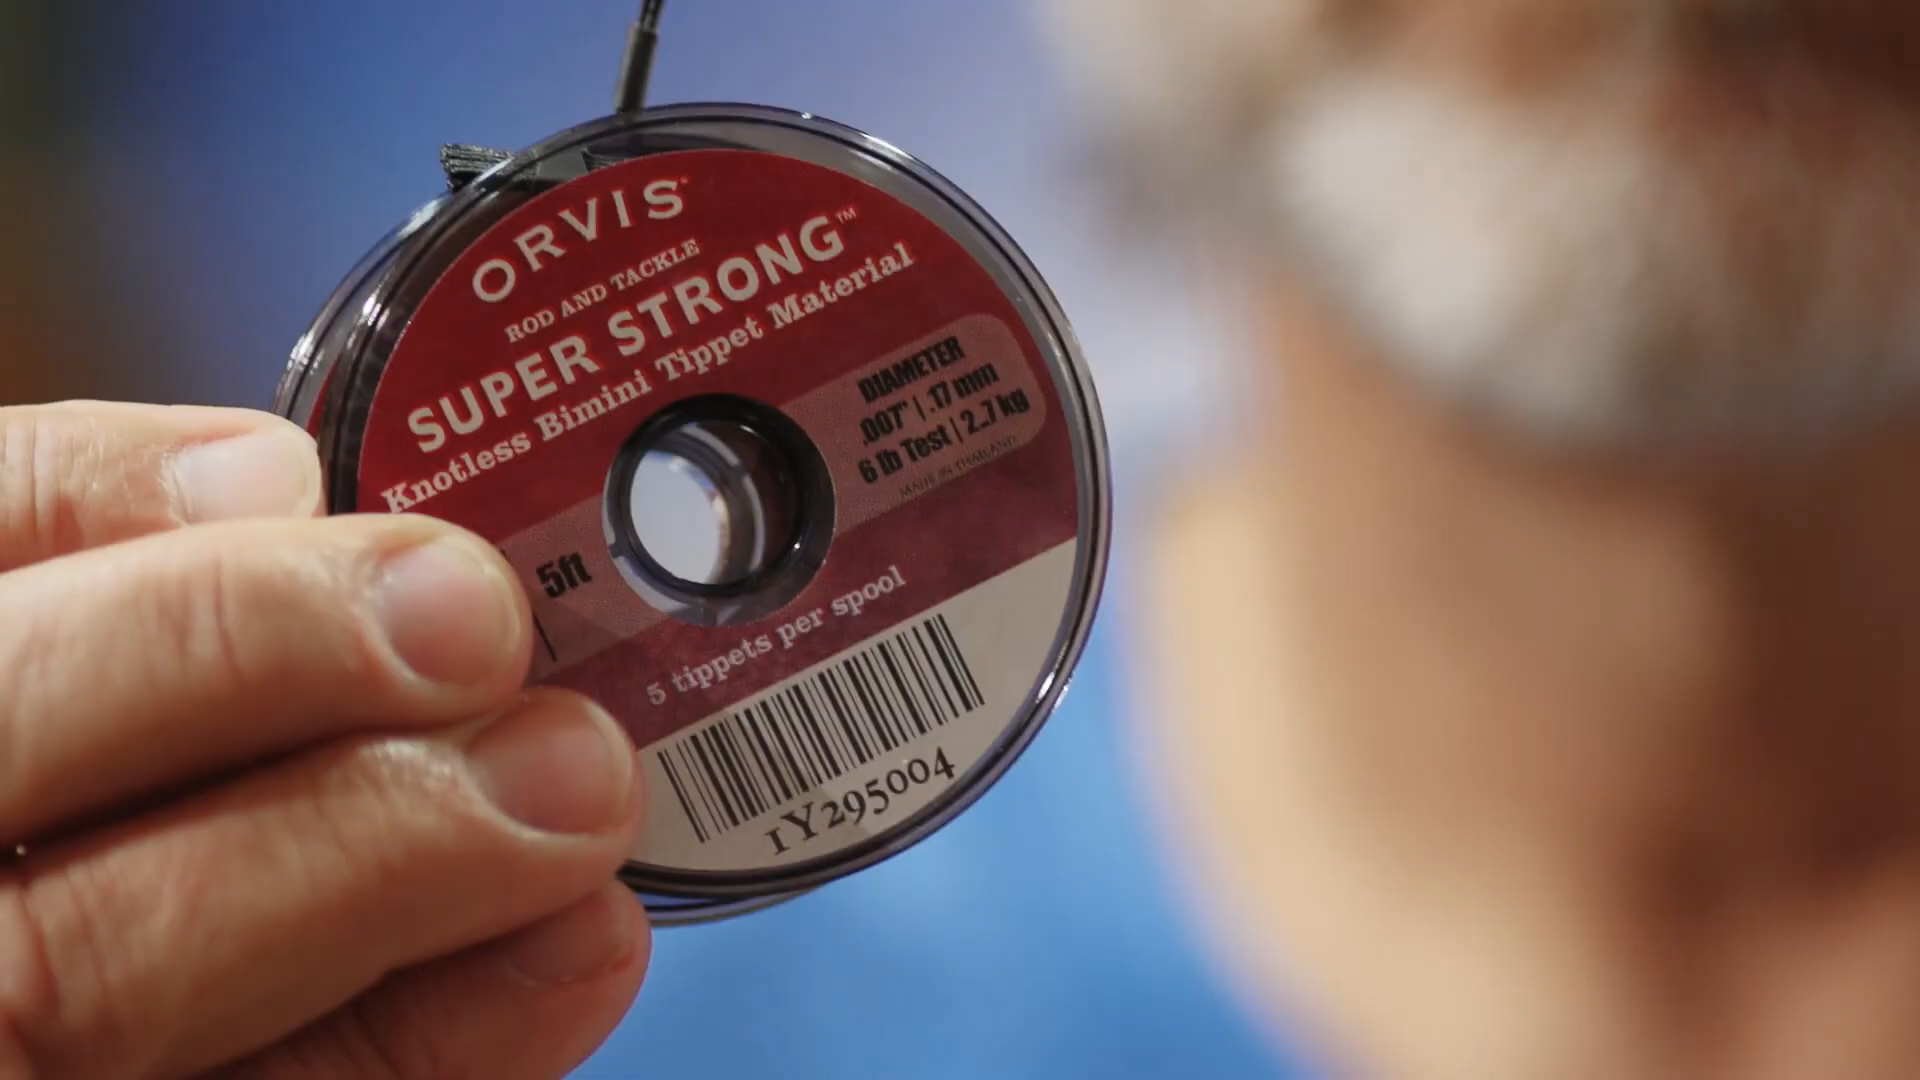 ORVIS
ROD AND TACKLE
SUPER STRONG™
Knotless Bimini Tippet Material
DIAMETER
.007" | .17 mm
6 lb Test | 2.7 kg
MADE IN THAILAND
5ft
5 tippets per spool
1Y295004